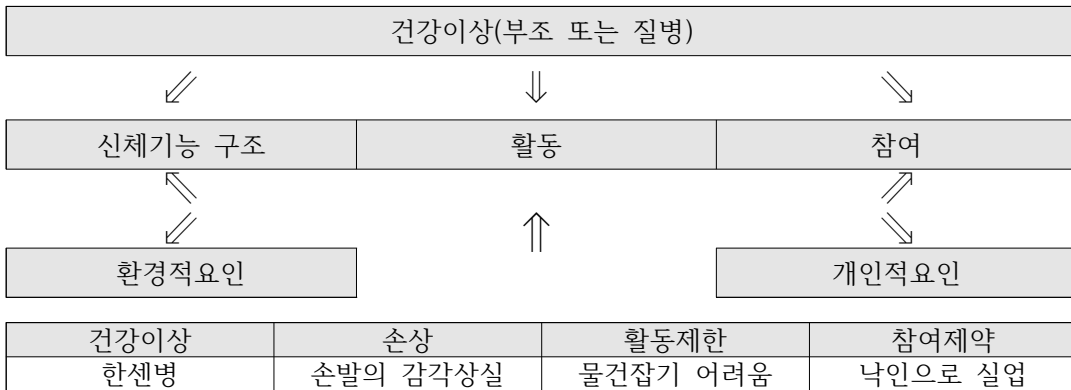 건강이상(부조 또는 질병)
신체기능 구조 활동 참여
환경적요인 개인적요인
건강이상 손상 활동제한 참여제약
한센병 손발의 감각상실 물건잡기 어려움 낙인으로 실업